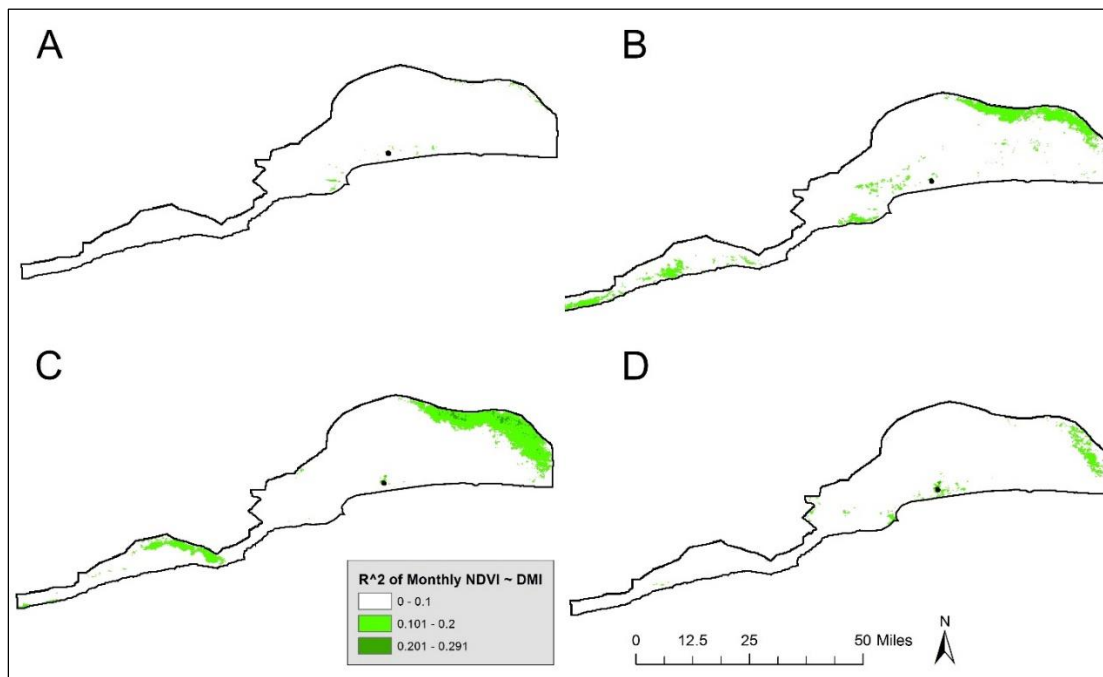 A
B
C
D
R^2 of Monthly NDVI ~ DMI
0 - 0.1
0.101 - 0.2
0.201 - 0.291
0 12.5 25 50 Miles
N